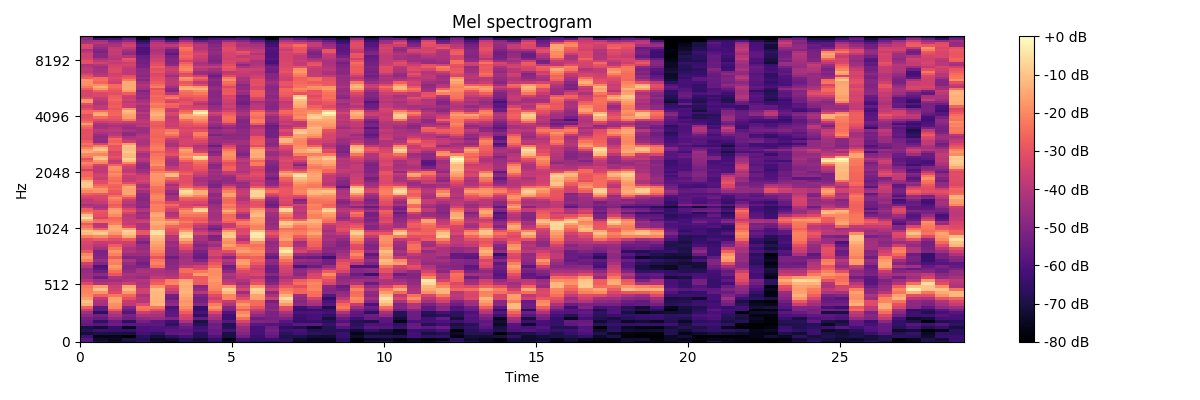 Mel spectrogram
Hz
8192
4096
2048
1024
512
0
0 5 10 15 20 25
Time
+0 dB
-10 dB
-20 dB
-30 dB
-40 dB
-50 dB
-60 dB
-70 dB
-80 dB